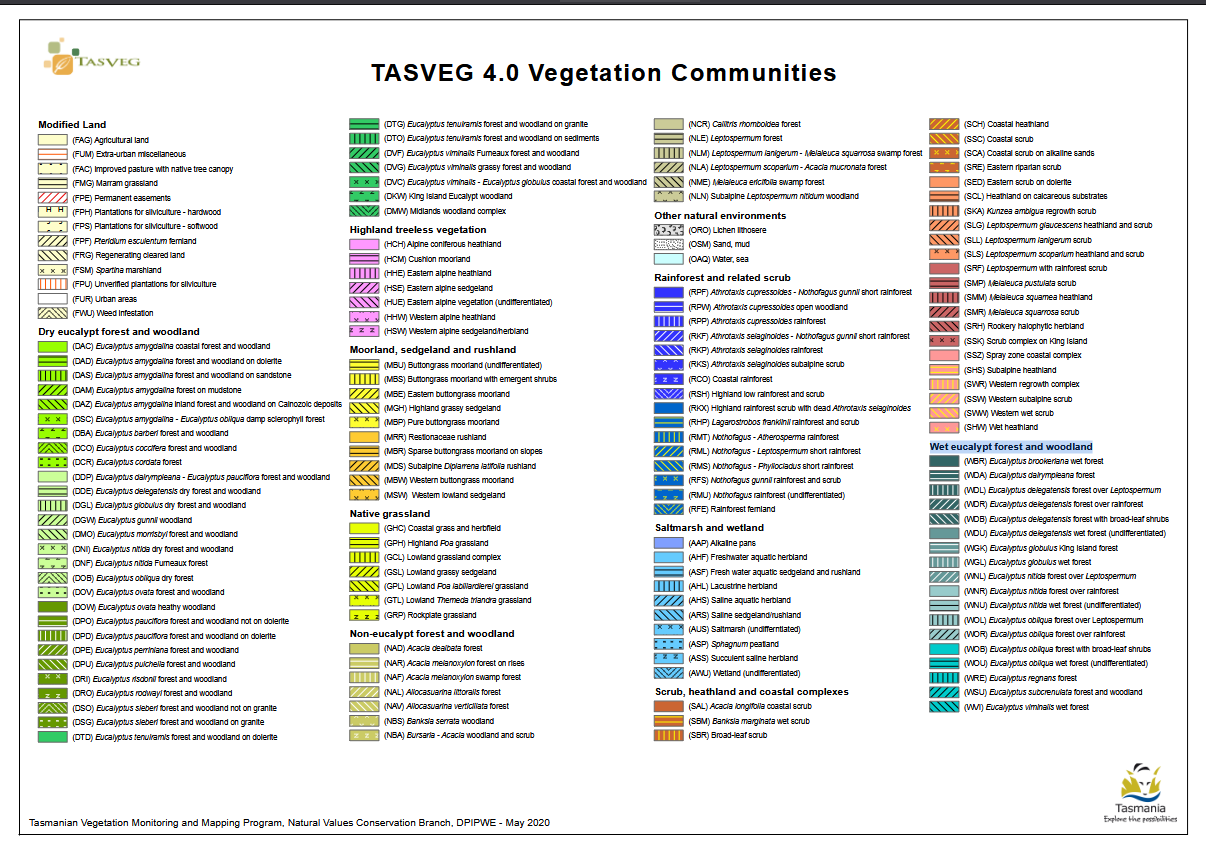 TASVEG
TASVEG 4.0 Vegetation Communities
Modified Land
(FAG) Agricultural land
(FUM) Extra-urban miscellaneous
(FAC) Improved pasture with native tree canopy
(FMG) Marram grassland
(FPE) Permanent easements
(FPH) Plantations for silviculture - hardwood
(FPS) Plantations for silviculture - softwood
(FPF) Pteridium esculentum fernland
(FRG) Regenerating cleared land
(FSM) Spartina marshland
(FPU) Unverified plantations for silviculture
(FUR) Urban areas
(FWU) Weed infestation
Dry eucalypt forest and woodland
(DAC) Eucalyptus amygdalina coastal forest and woodland
(DAD) Eucalyptus amygdalina forest and woodland on dolerite
(DAS) Eucalyptus amygdalina forest and woodland on sandstone
(DAM) Eucalyptus amygdalina forest on mudstone
(DAZ) Eucalyptus amygdalina inland forest and woodland on Cainozoic deposits
(DSC) Eucalyptus amygdalina - Eucalyptus obliqua damp sclerophyll forest
(DBA) Eucalyptus barberi forest and woodland
(DCO) Eucalyptus coccifera forest and woodland
(DCR) Eucalyptus cordata forest
(DDP) Eucalyptus dalrympleana - Eucalyptus pauciflora forest and woodland
(DDE) Eucalyptus delegatensis dry forest and woodland
(DGL) Eucalyptus globulus dry forest and woodland
(DGW) Eucalyptus gunnii woodland
(DMO) Eucalyptus morrisbyi forest and woodland
(DNI) Eucalyptus nitida dry forest and woodland
(DNF) Eucalyptus nitida Furneaux forest
(DOB) Eucalyptus obliqua dry forest
(DOV) Eucalyptus ovata forest and woodland
(DOW) Eucalyptus ovata heathy woodland
(DPO) Eucalyptus pauciflora forest and woodland not on dolerite
(DPD) Eucalyptus pauciflora forest and woodland on dolerite
(DPE) Eucalyptus perriniana forest and woodland
(DPU) Eucalyptus pulchella forest and woodland
(DRI) Eucalyptus risdonii forest and woodland
(DRO) Eucalyptus rodwayi forest and woodland
(DSO) Eucalyptus sieberi forest and woodland not on granite
(DSG) Eucalyptus sieberi forest and woodland on granite
(DTD) Eucalyptus tenuiramis forest and woodland on dolerite
(DTG) Eucalyptus tenuiramis forest and woodland on granite
(DTO) Eucalyptus tenuiramis forest and woodland on sediments
(DVF) Eucalyptus viminalis Furneaux forest and woodland
(DVG) Eucalyptus viminalis grassy forest and woodland
(DVC) Eucalyptus viminalis - Eucalyptus globulus coastal forest and woodland
(DKW) King Island Eucalypt woodland
(DMW) Midlands woodland complex
Highland treeless vegetation
(HCH) Alpine coniferous heathland
(HCM) Cushion moorland
(HHE) Eastern alpine heathland
(HSE) Eastern alpine sedgeland
(HUE) Eastern alpine vegetation (undifferentiated)
(HHW) Western alpine heathland
(HSW) Western alpine sedgeland/herbland
Moorland, sedgeland and rushland
(MBU) Buttongrass moorland (undifferentiated)
(MBS) Buttongrass moorland with emergent shrubs
(MBE) Eastern buttongrass moorland
(MGH) Highland grassy sedgeland
(MBP) Pure buttongrass moorland
(MRR) Restionaceae rushland
(MBR) Sparse buttongrass moorland on slopes
(MDS) Subalpine Diplarrena latifolia rushland
(MBW) Western buttongrass moorland
(MSW) Western lowland sedgeland
Native grassland
(GHC) Coastal grass and herbfield
(GPH) Highland Poa grassland
(GCL) Lowland grassland complex
(GSL) Lowland grassy sedgeland
(GPL) Lowland Poa labillardierei grassland
(GTL) Lowland Themeda triandra grassland
(GRP) Rockplate grassland
Non-eucalypt forest and woodland
(NAD) Acacia dealbata forest
(NAR) Acacia melanoxylon forest on rises
(NAF) Acacia melanoxylon swamp forest
(NAL) Allocasuarina littoralis forest
(NAV) Allocasuarina verticillata forest
(NBS) Banksia serrata woodland
(NBA) Bursaria - Acacia woodland and scrub
(NCR) Callitris rhomboidea forest
(NLE) Leptospermum forest
(NLM) Leptospermum lanigerum - Melaleuca squarrosa swamp forest
(NLA) Leptospermum scoparium - Acacia mucronata forest
(NME) Melaleuca ericifolia swamp forest
(NLN) Subalpine Leptospermum nitidum woodland
Other natural environments
(ORO) Lichen lithosere
(OSM) Sand, mud
(OAQ) Water, sea
Rainforest and related scrub
(RPF) Athrotaxis cupressoides - Nothofagus gunnii short rainforest
(RPW) Athrotaxis cupressoides open woodland
(RPP) Athrotaxis cupressoides rainforest
(RKF) Athrotaxis selaginoides - Nothofagus gunnii short rainforest
(RKP) Athrotaxis selaginoides rainforest
(RKS) Athrotaxis selaginoides subalpine scrub
(RCO) Coastal rainforest
(RSH) Highland low rainforest and scrub
(RKX) Highland rainforest scrub with dead Athrotaxis selaginoides
(RHP) Lagarostrobos franklinii rainforest and scrub
(RMT) Nothofagus - Atherosperma rainforest
(RML) Nothofagus - Leptospermum short rainforest
(RMS) Nothofagus - Phyllocladus short rainforest
(RFS) Nothofagus gunnii rainforest and scrub
(RMU) Nothofagus rainforest (undifferentiated)
(RFE) Rainforest fernland
Saltmarsh and wetland
(AAP) Alkaline pans
(AHF) Freshwater aquatic herbland
(ASF) Fresh water aquatic sedgeland and rushland
(AHL) Lacustrine herbland
(AHS) Saline aquatic herbland
(ARS) Saline sedgeland/rushland
(AUS) Saltmarsh (undifferntiated)
(ASP) Sphagnum peatland
(ASS) Succulent saline herbland
(AWU) Wetland (undifferentiated)
Scrub, heathland and coastal complexes
(SAL) Acacia longifolia coastal scrub
(SBM) Banksia marginata wet scrub
(SBR) Broad-leaf scrub
(SCH) Coastal heathland
(SSC) Coastal scrub
(SCA) Coastal scrub on alkaline sands
(SRE) Eastern riparian scrub
(SED) Eastern scrub on dolerite
(SCL) Heathland on calcareous substrates
(SKA) Kunzea ambigua regrowth scrub
(SLG) Leptospermum glaucescens heathland and scrub
(SLL) Leptospermum lanigerum scrub
(SLS) Leptospermum scoparium heathland and scrub
(SRF) Leptospermum with rainforest scrub
(SMP) Melaleuca pustulata scrub
(SMM) Melaleuca squamea heathland
(SMR) Melaleuca squarrosa scrub
(SRH) Rookery halophytic herbland
(SSK) Scrub complex on King Island
(SSZ) Spray zone coastal complex
(SHS) Subalpine heathland
(SWR) Western regrowth complex
(SSW) Western subalpine scrub
(SWW) Western wet scrub
(SHW) Wet heathland
Wet eucalypt forest and woodland
(WBR) Eucalyptus brookeriana wet forest
(WDA) Eucalyptus dalrympleana forest
(WDL) Eucalyptus delegatensis forest over Leptospermum
(WDR) Eucalyptus delegatensis forest over rainforest
(WDB) Eucalyptus delegatensis forest with broad-leaf shrubs
(WDU) Eucalyptus delegatensis wet forest (undifferentiated)
(WGK) Eucalyptus globulus King Island forest
(WGL) Eucalyptus globulus wet forest
(WNL) Eucalyptus nitida forest over Leptospermum
(WNR) Eucalyptus nitida forest over rainforest
(WNU) Eucalyptus nitida wet forest (undifferentiated)
(WOL) Eucalyptus obliqua forest over Leptospermum
(WOR) Eucalyptus obliqua forest over rainforest
(WOB) Eucalyptus obliqua forest with broad-leaf shrubs
(WOU) Eucalyptus obliqua wet forest (undifferentiated)
(WRE) Eucalyptus regnans forest
(WSU) Eucalyptus subcrenulata forest and woodland
(WVI) Eucalyptus viminalis wet forest
Tasmania
Explore the possibilities
Tasmanian Vegetation Monitoring and Mapping Program, Natural Values Conservation Branch, DPIPWE - May 2020